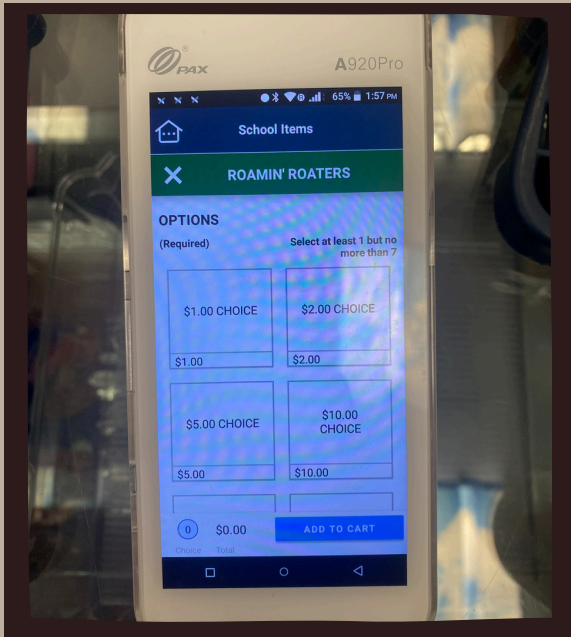 PAX
A920Pro
65% 1:57 PM
School Items
ROAMIN' ROATERS
OPTIONS
(Required)
Select at least 1 but no
more than 7
$1.00 CHOICE
$2.00 CHOICE
$1.00
$2.00
$5.00 CHOICE
$10.00
CHOICE
$5.00
$10.00
0
$0.00
ADD TO CART
Choice
Total